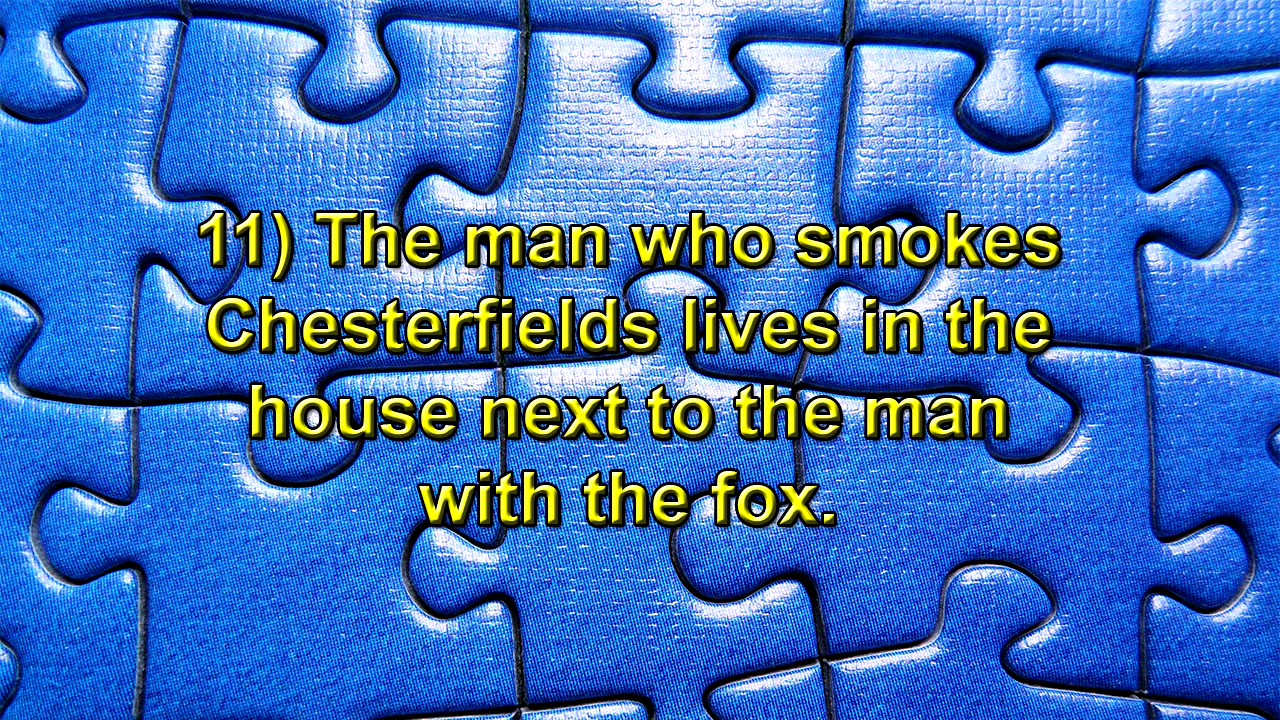 11) The man who smokes
Chesterfields lives in the
house next to the man
with the fox.